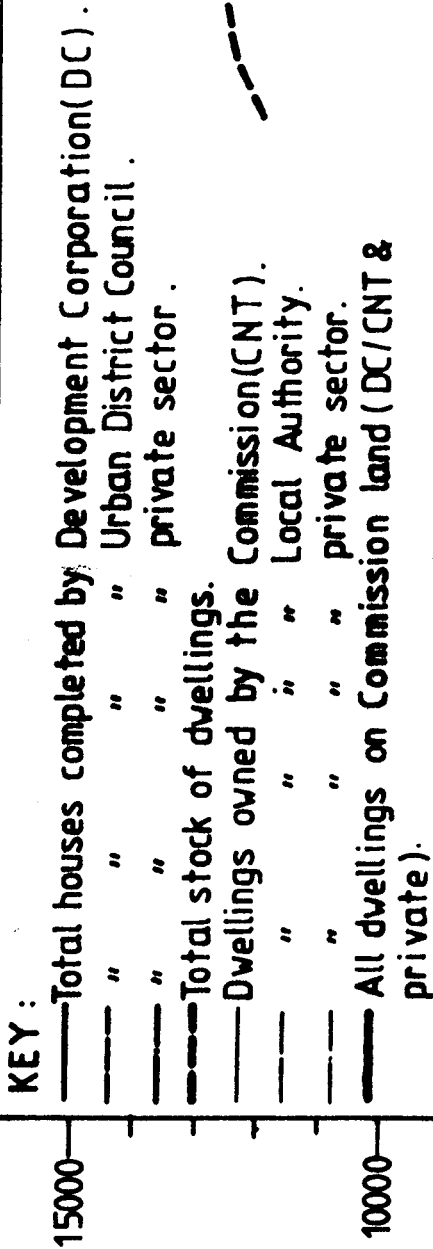 KEY :
Total houses completed by Development Corporation(DC).
" " " " Urban District Council.
" " " " private sector.
Total stock of dwellings.
Dwellings owned by the Commission(CNT).
" " " " Local Authority.
" " " " private sector.
All dwellings on Commission land (DC/CNT &
private).
15000
10000